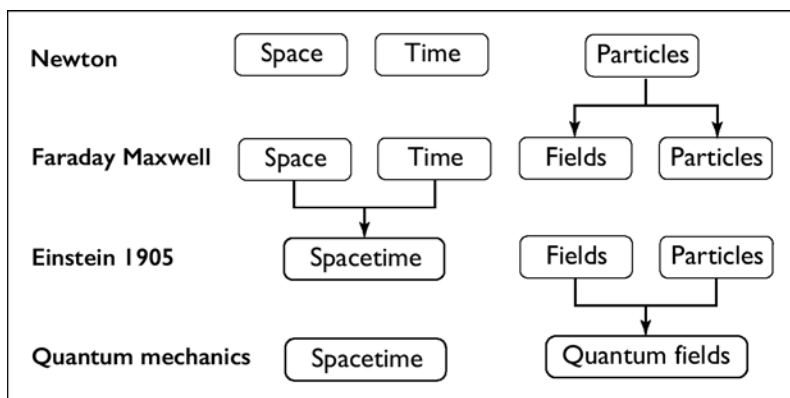 Newton Space Time Particles
Faraday Maxwell Space Time Fields Particles
Einstein 1905 Spacetime Fields Particles
Quantum mechanics Spacetime Quantum fields